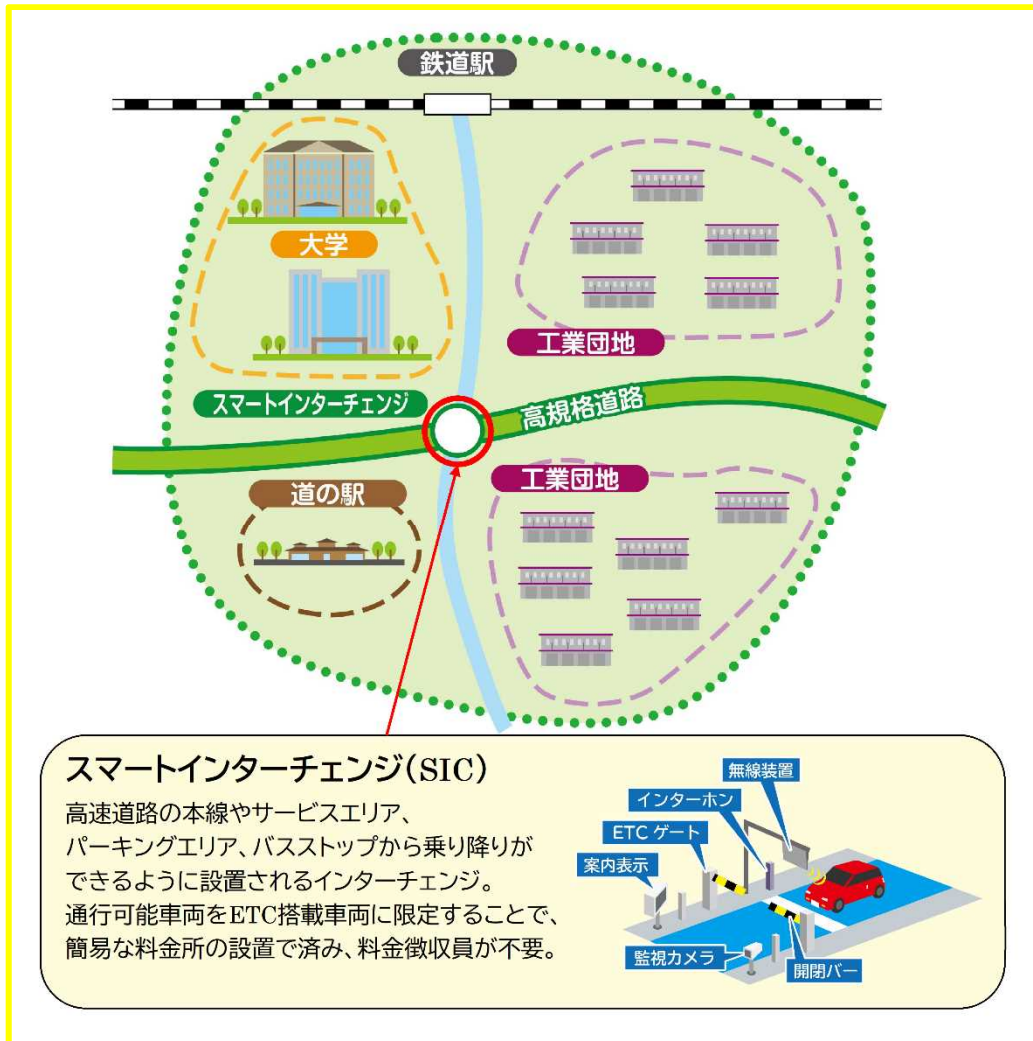 鉄道駅
大学
工業団地
スマートインターチェンジ
高規格道路
工業団地
道の駅
スマートインターチェンジ(SIC)
高速道路の本線やサービスエリア、
パーキングエリア、バスストップから乗り降りが
できるように設置されるインターチェンジ。
通行可能車両をETC搭載車両に限定することで、
簡易な料金所の設置で済み、料金徴収員が不要。
無線装置
インターホン
ETC ゲート
案内表示
監視カメラ
開閉バー